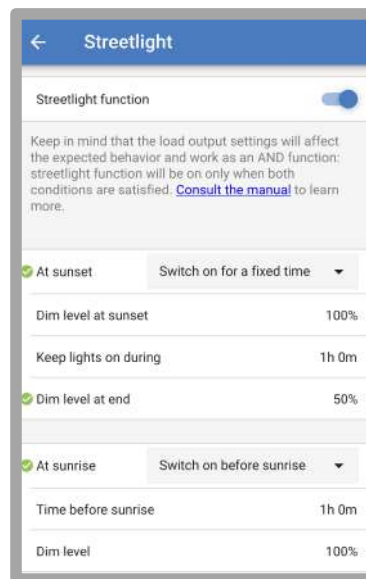 Streetlight
Streetlight function
Keep in mind that the load output settings will affect
the expected behavior and work as an AND function:
streetlight function will be on only when both
conditions are satisfied. Consult the manual to learn
more.
At sunset Switch on for a fixed time
Dim level at sunset 100%
Keep lights on during 1h 0m
Dim level at end 50%
At sunrise Switch on before sunrise
Time before sunrise 1h 0m
Dim level 100%